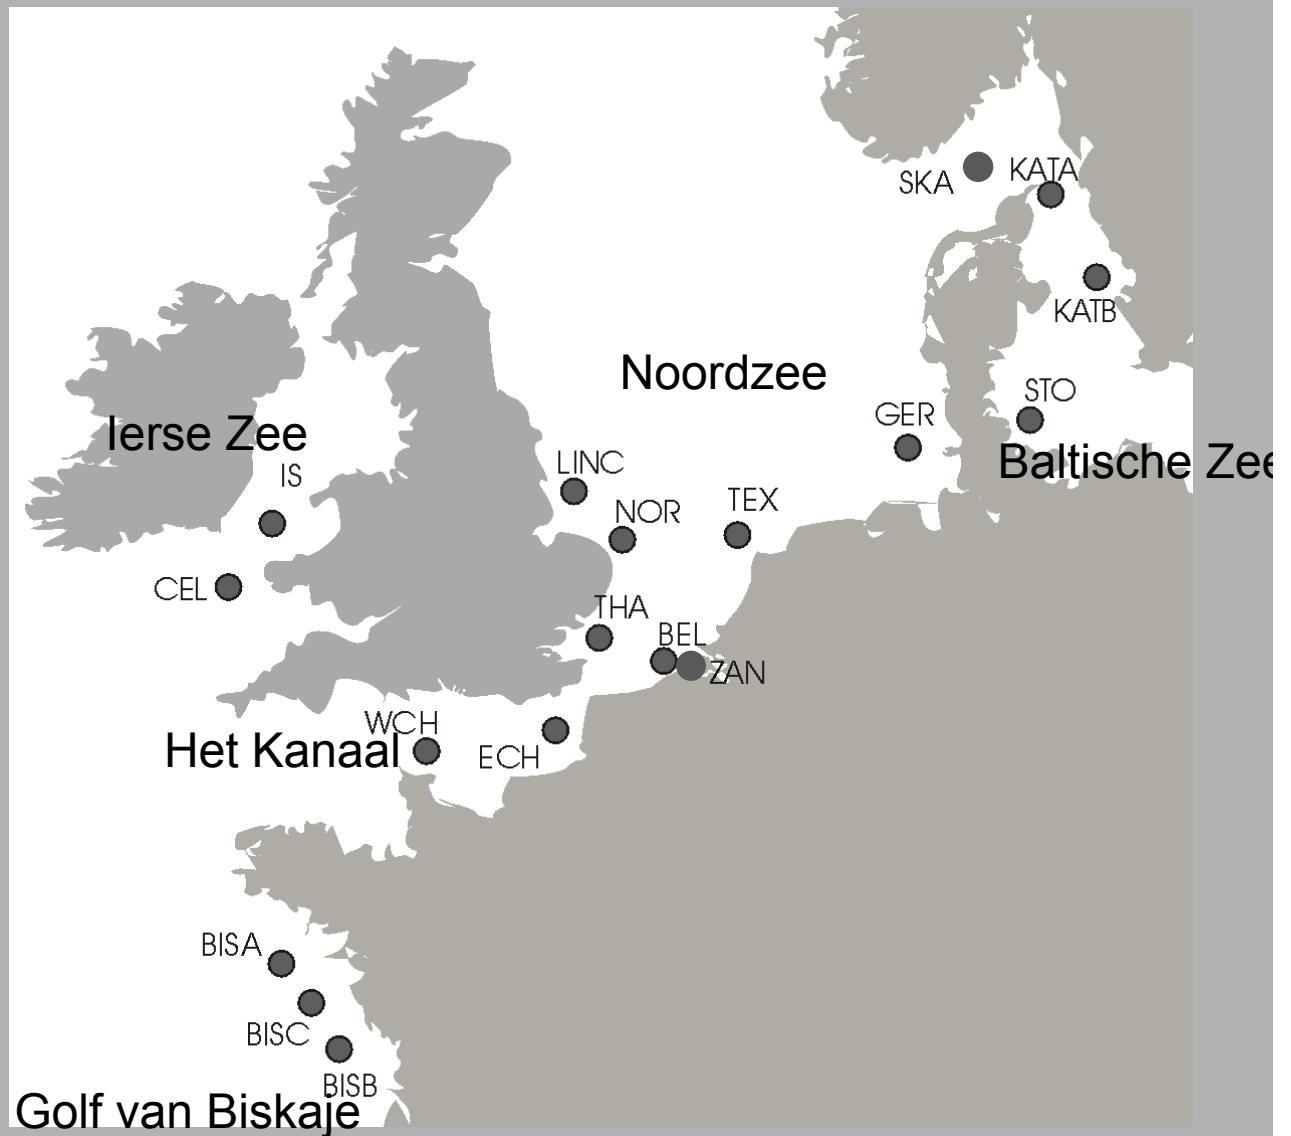 SKA
KATA
KATB
Noordzee
STO
GER
Baltische Zee
Ierse Zee
IS
LINC
NOR
TEX
CEL
THA
BEL
ZAN
WCH
Het Kanaal
ECH
BISA
BISC
BISB
Golf van Biskaje